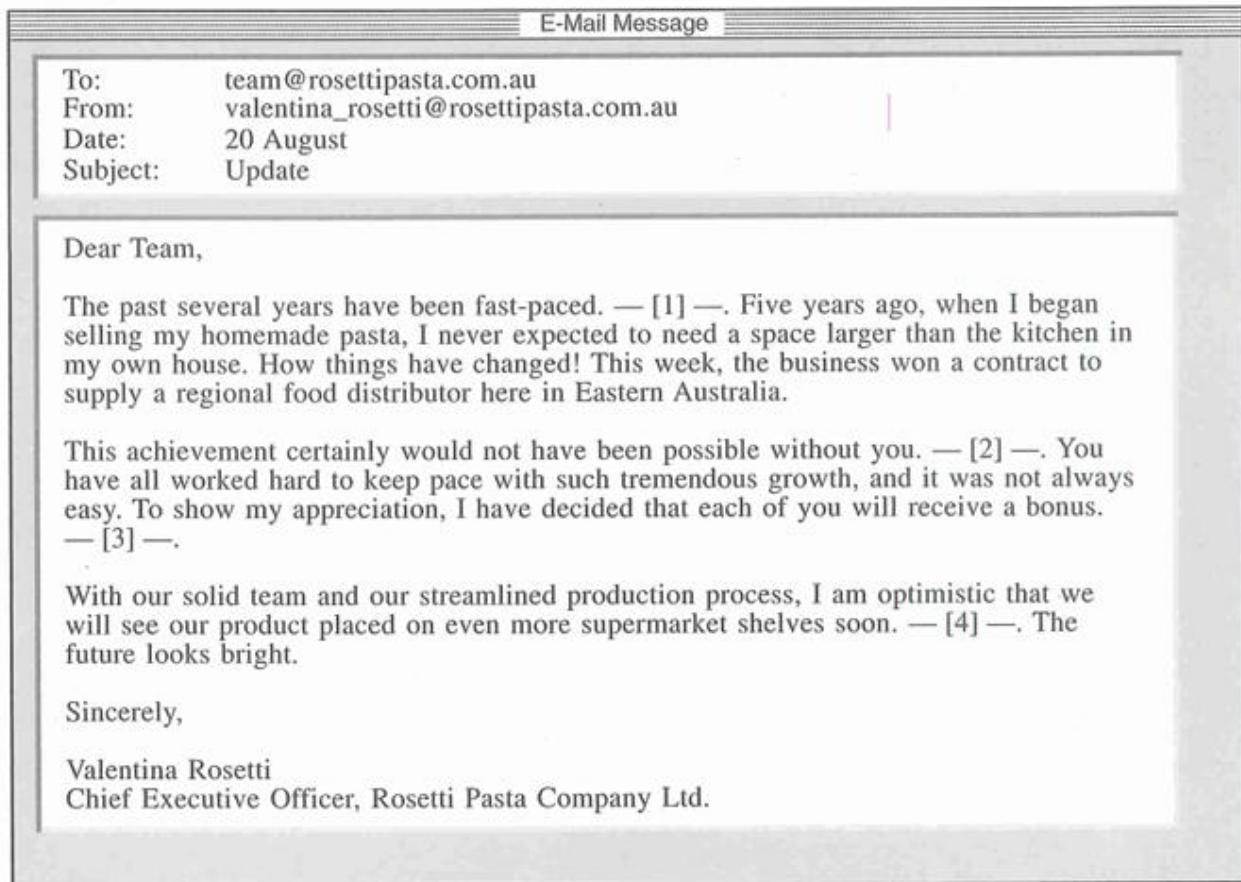 E-Mail Message
To: team@rosettipasta.com.au
From: valentina_rosetti@rosettipasta.com.au
Date: 20 August
Subject: Update
Dear Team,
The past several years have been fast-paced. — [1] —. Five years ago, when I began
selling my homemade pasta, I never expected to need a space larger than the kitchen in
my own house. How things have changed! This week, the business won a contract to
supply a regional food distributor here in Eastern Australia.
This achievement certainly would not have been possible without you. — [2] —. You
have all worked hard to keep pace with such tremendous growth, and it was not always
easy. To show my appreciation, I have decided that each of you will receive a bonus.
— [3] —.
With our solid team and our streamlined production process, I am optimistic that we
will see our product placed on even more supermarket shelves soon. — [4] —. The
future looks bright.
Sincerely,
Valentina Rosetti
Chief Executive Officer, Rosetti Pasta Company Ltd.